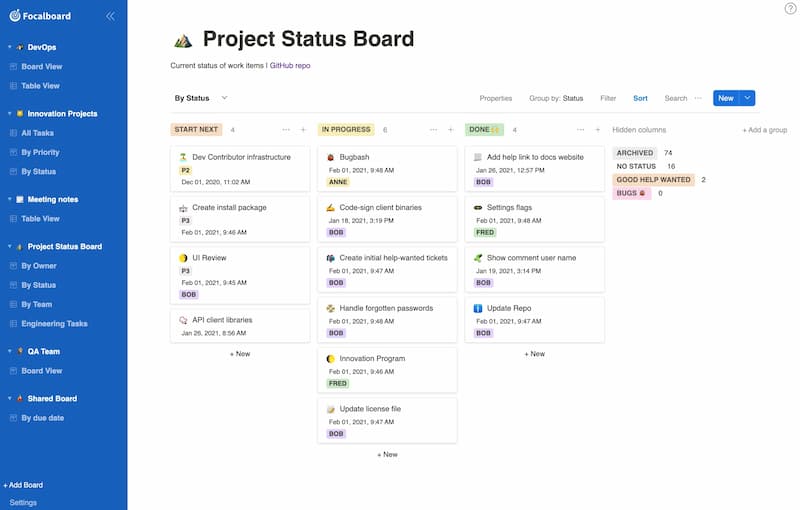 Focalboard
DevOps
Board View
Table View
Innovation Projects
All Tasks
By Priority
By Status
Meeting notes
Table View
Project Status Board
By Owner
By Status
By Team
Engineering Tasks
QA Team
Board View
Shared Board
By due date
+ Add Board
Settings
?
Project Status Board
Current status of work items | GitHub repo
By Status
Properties Group by: Status Filter Sort Search ··· New
START NEXT 4 ··· +
Dev Contributor infrastructure
P2
Dec 01, 2020, 11:02 AM
Create install package
P3
Feb 01, 2021, 9:46 AM
UI Review
P3
Feb 01, 2021, 9:45 AM
BOB
API client libraries
Jan 26, 2021, 8:56 AM
+ New
IN PROGRESS 6 ··· +
Bugbash
Feb 01, 2021, 9:48 AM
ANNE
Code-sign client binaries
Jan 18, 2021, 3:19 PM
BOB
Create initial help-wanted tickets
Feb 01, 2021, 9:47 AM
BOB
Handle forgotten passwords
Feb 01, 2021, 9:48 AM
BOB
Innovation Program
Feb 01, 2021, 9:46 AM
FRED
Update license file
Feb 01, 2021, 9:47 AM
BOB
+ New
DONE 4 ··· +
Add help link to docs website
Jan 26, 2021, 12:57 PM
BOB
Settings flags
Feb 01, 2021, 9:48 AM
FRED
Show comment user name
Jan 19, 2021, 3:14 PM
BOB
Update Repo
Feb 01, 2021, 9:47 AM
BOB
+ New
Hidden columns
+ Add a group
ARCHIVED 74
NO STATUS 16
GOOD HELP WANTED 2
BUGS 0